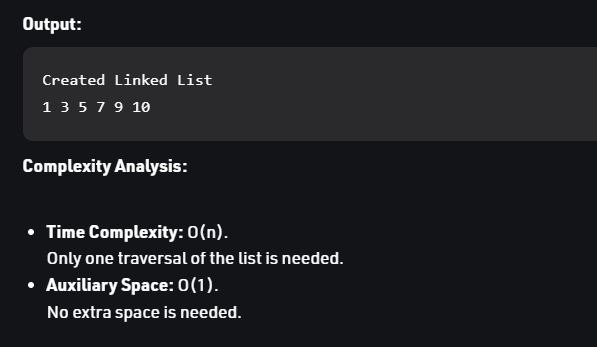 Output:
Created Linked List
1 3 5 7 9 10
Complexity Analysis:
• Time Complexity: O(n).
Only one traversal of the list is needed.
• Auxiliary Space: O(1).
No extra space is needed.